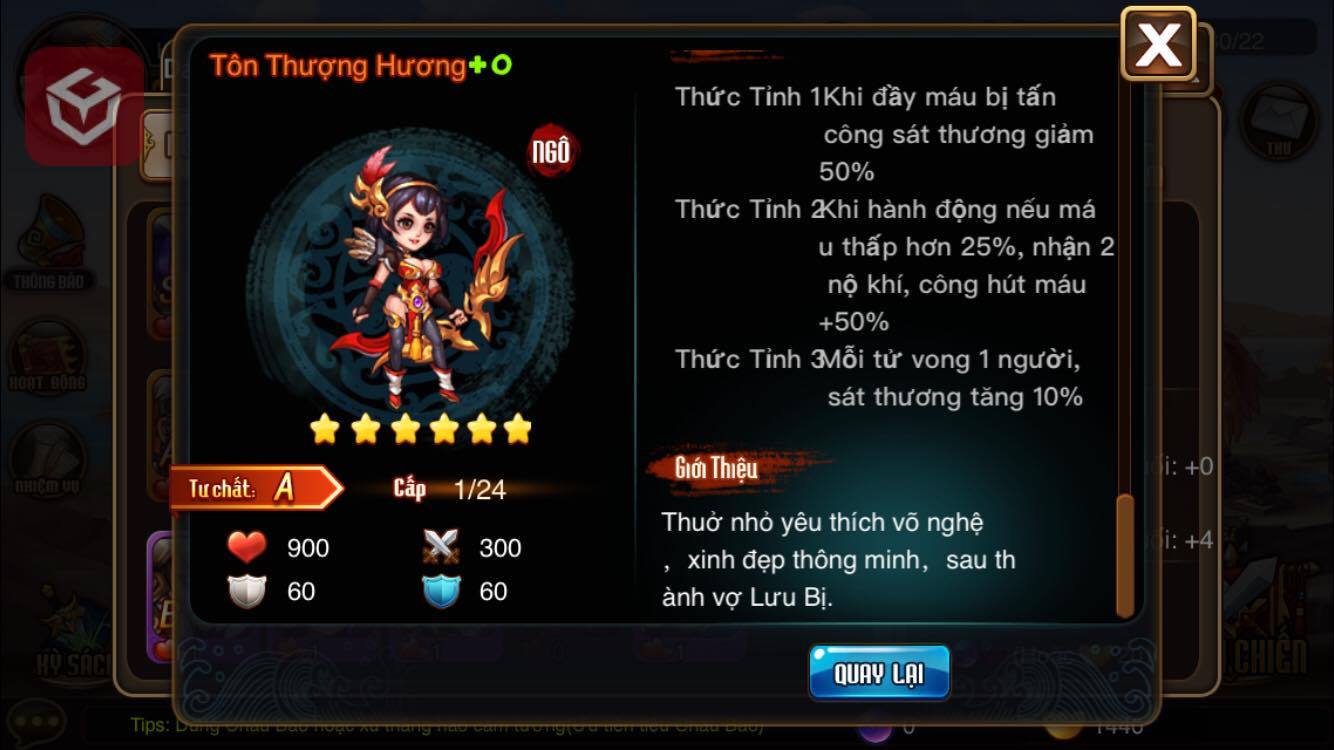 Tôn Thượng Hương+0
NGÔ
Tư chất: A
Cấp 1/24
900
300
60
60
Thức Tỉnh 1Khi đầy máu bị tấn
công sát thương giảm
50%
Thức Tỉnh 2Khi hành động nếu má
u thấp hơn 25%, nhận 2
nộ khí, công hút máu
+50%
Thức Tỉnh 3Mỗi tử vong 1 người,
sát thương tăng 10%
Giới Thiệu
Thuở nhỏ yêu thích võ nghệ
, xinh đẹp thông minh, sau th
ành vợ Lưu Bị.
QUAY LẠI
X
0/22
THƯ
THÔNG BÁO
HOẠT ĐỘNG
NHIỆM VỤ
KỲ SÁCH
ới: +0
ới: +4
CHIẾN
Tips:
0
1440